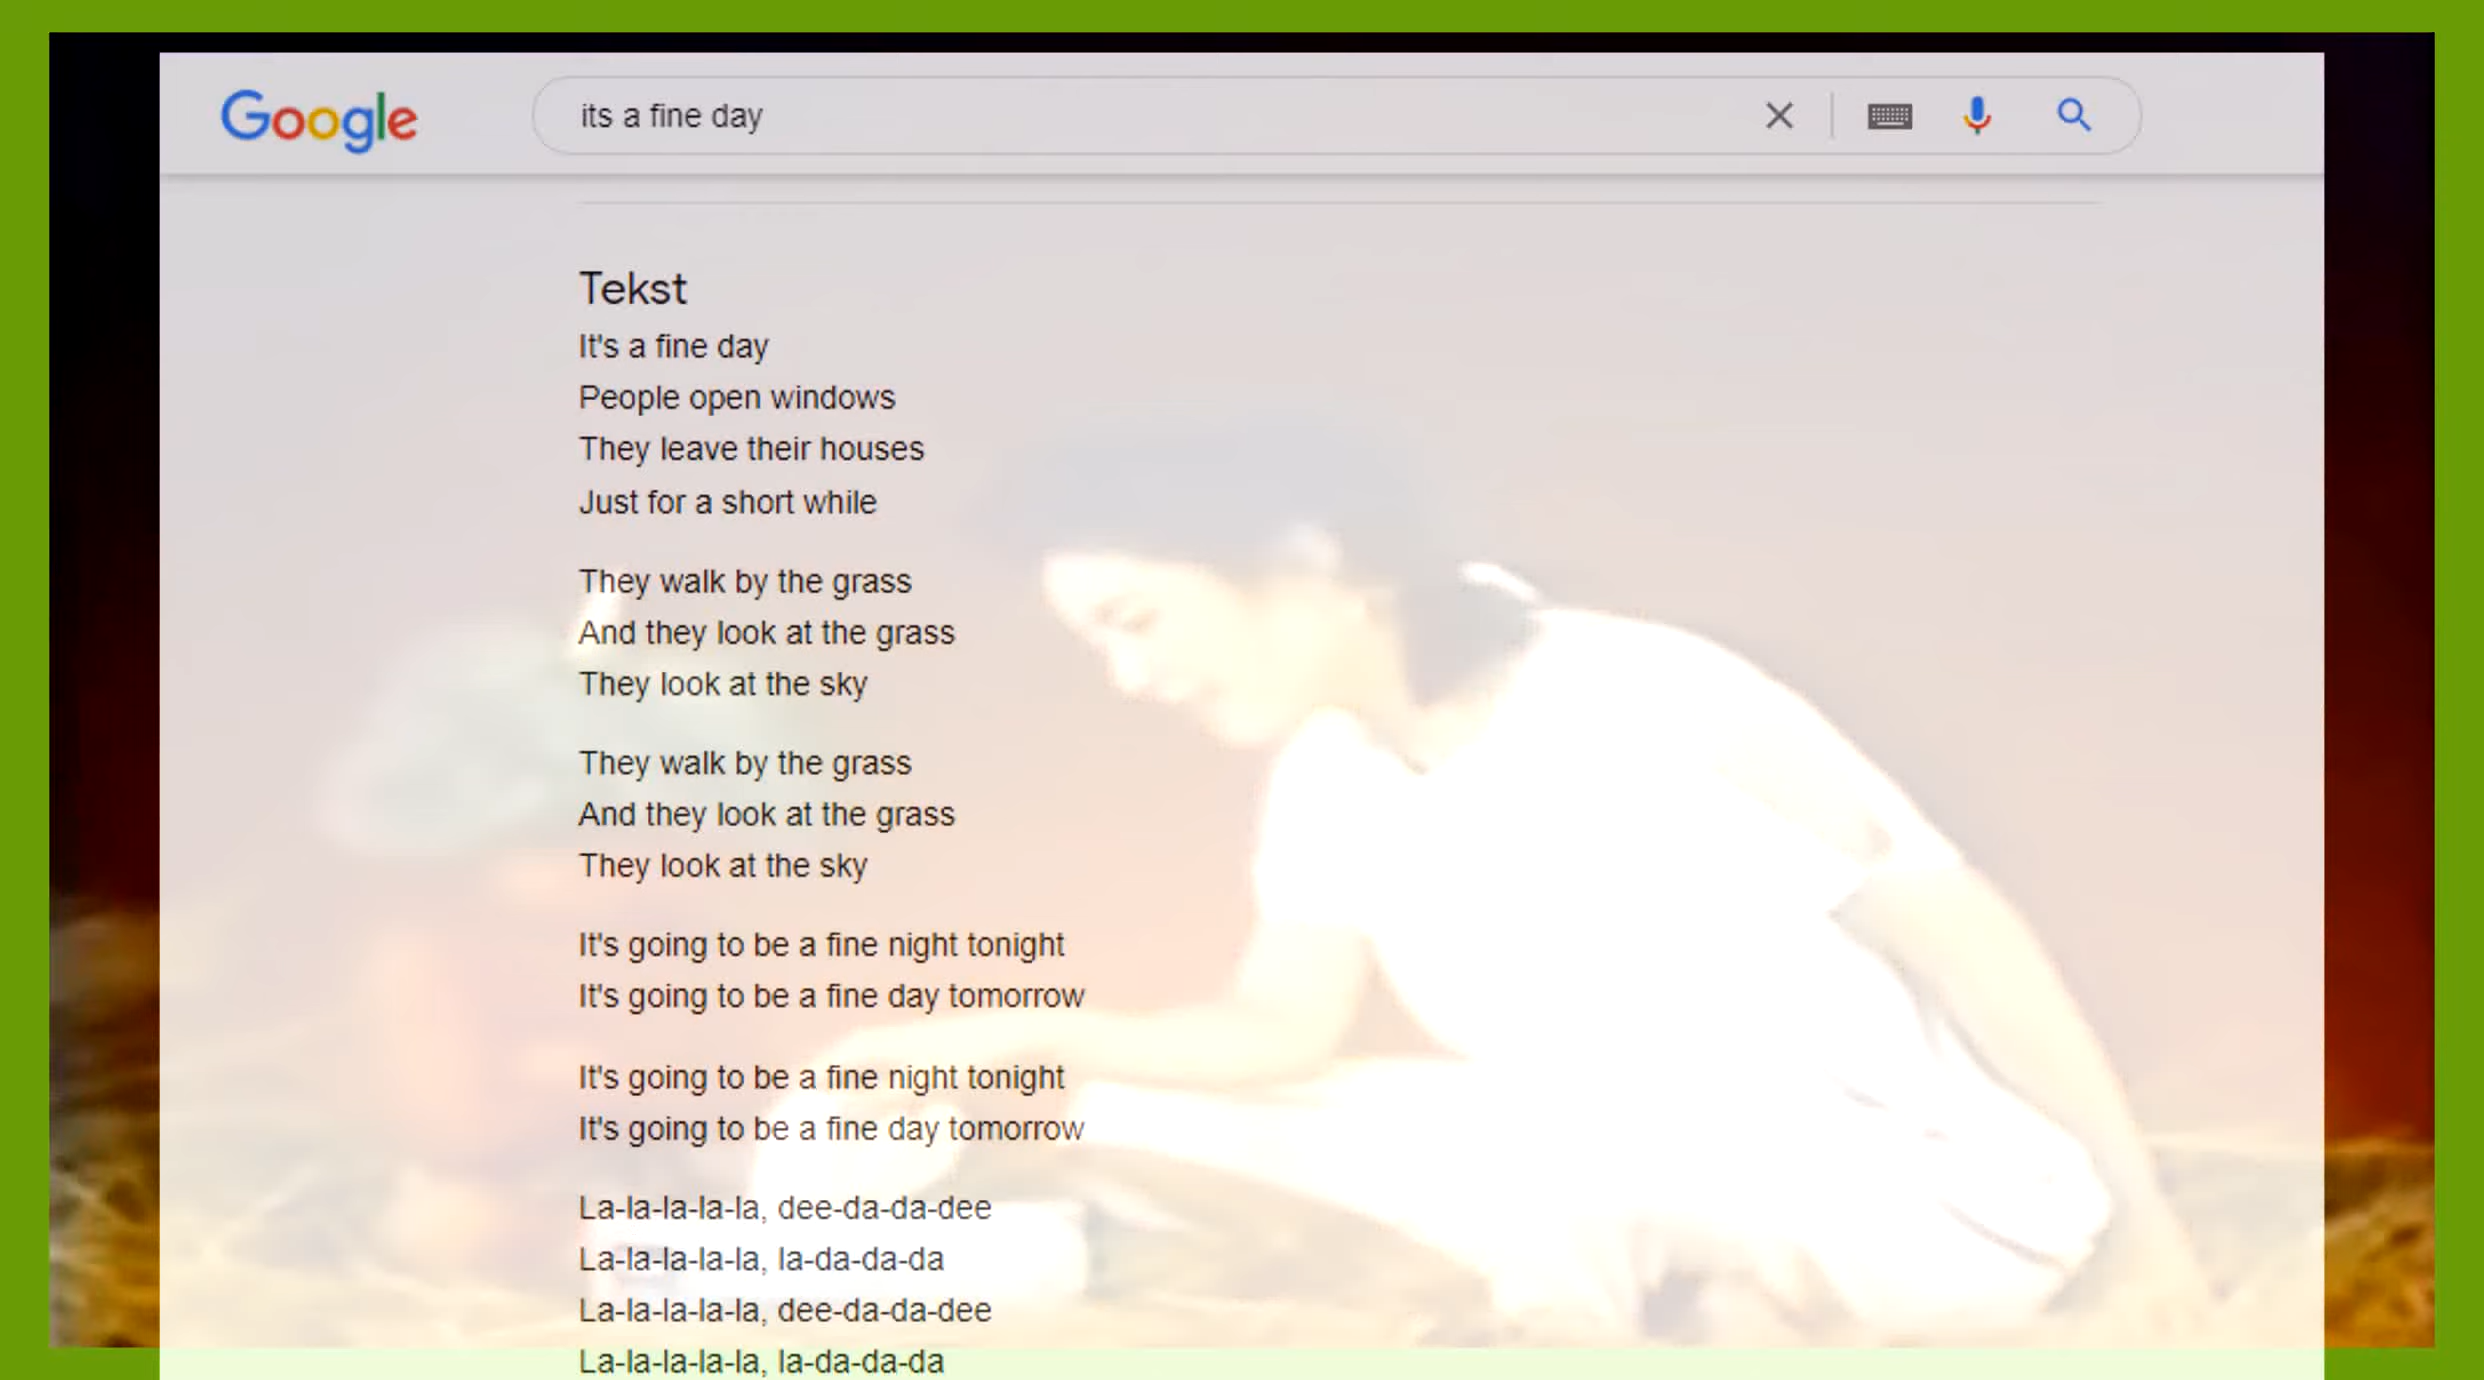 Google
its a fine day
Tekst
It's a fine day
People open windows
They leave their houses
Just for a short while
They walk by the grass
And they look at the grass
They look at the sky
They walk by the grass
And they look at the grass
They look at the sky
It's going to be a fine night tonight
It's going to be a fine day tomorrow
It's going to be a fine night tonight
It's going to be a fine day tomorrow
La-la-la-la-la, dee-da-da-dee
La-la-la-la-la, la-da-da-da
La-la-la-la-la, dee-da-da-dee
La-la-la-la-la, la-da-da-da